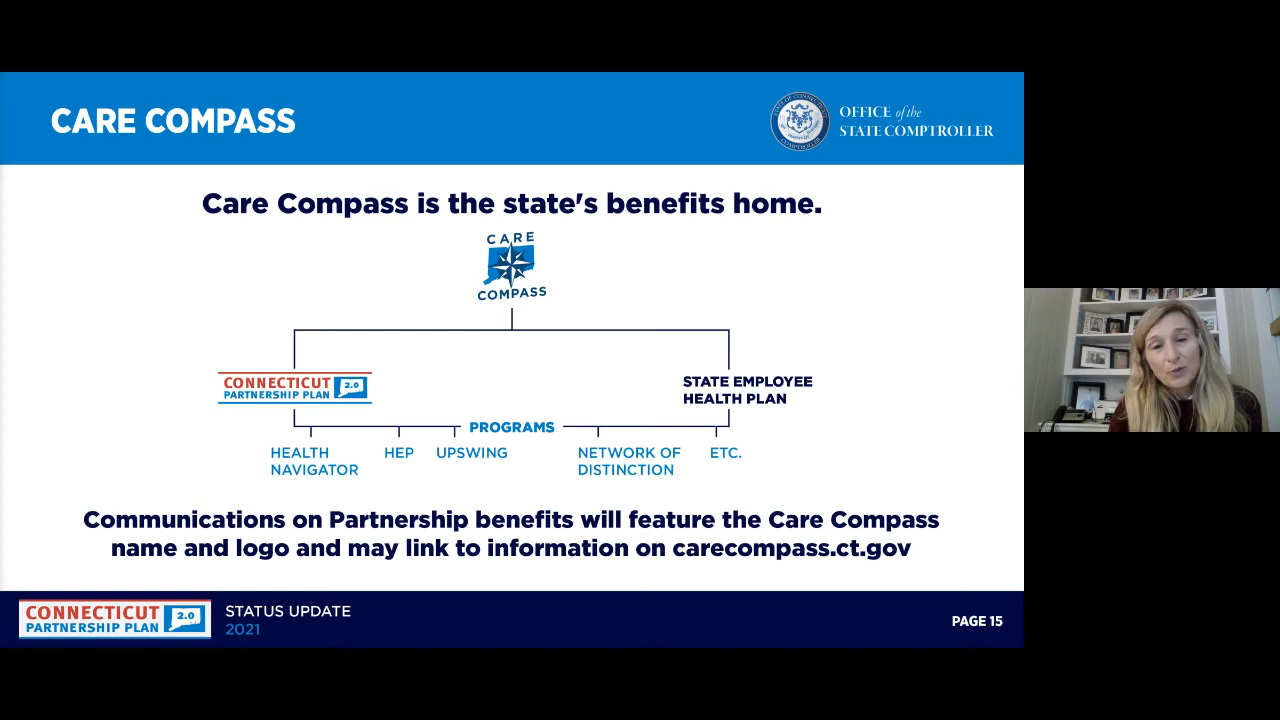 CARE COMPASS
OFFICE of the
STATE COMPTROLLER
Care Compass is the state's benefits home.
CARE
COMPASS
CONNECTICUT
PARTNERSHIP PLAN 2.0
STATE EMPLOYEE
HEALTH PLAN
PROGRAMS
HEALTH
NAVIGATOR
HEP
UPSWING
NETWORK OF
DISTINCTION
ETC.
Communications on Partnership benefits will feature the Care Compass
name and logo and may link to information on carecompass.ct.gov
CONNECTICUT
PARTNERSHIP PLAN 2.0
STATUS UPDATE
2021
PAGE 15